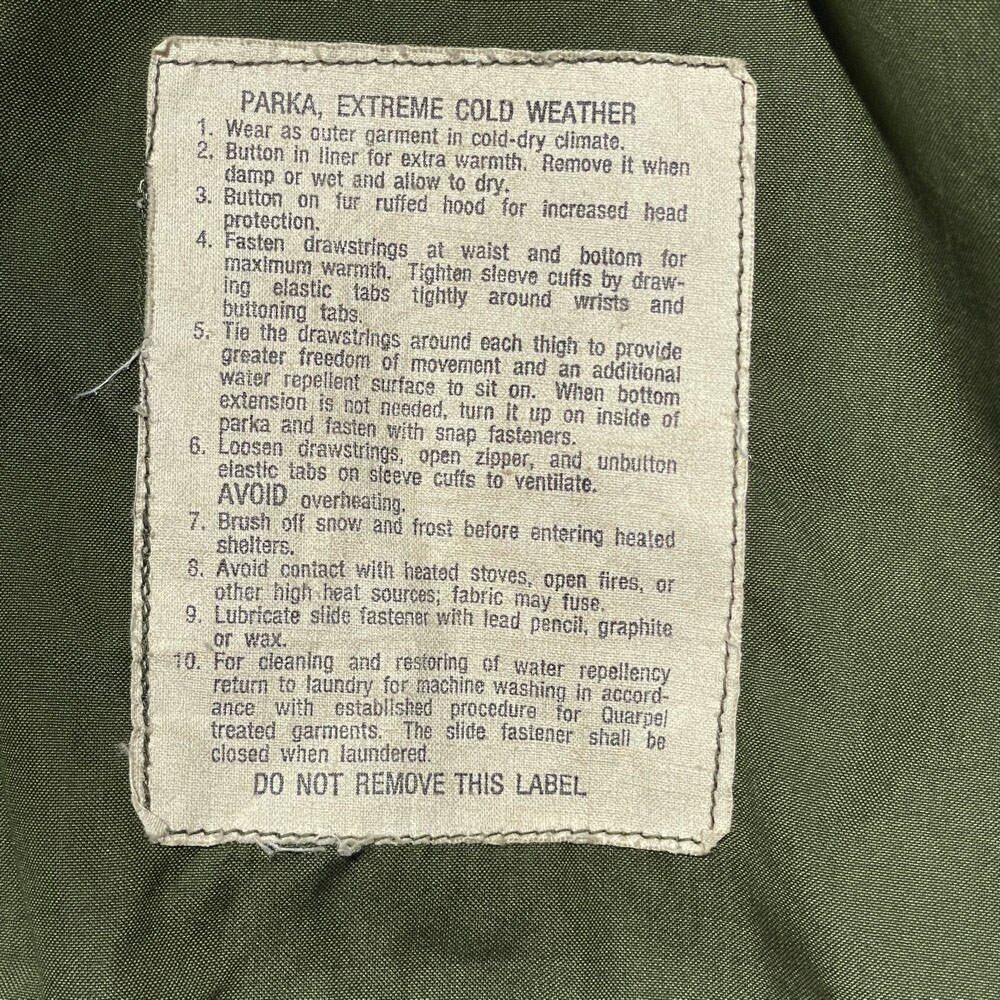 PARKA, EXTREME COLD WEATHER
1. Wear as outer garment in cold-dry climate.
2. Button in liner for extra warmth. Remove it when
damp or wet and allow to dry.
3. Button on fur ruffed hood for increased head
protection.
4. Fasten drawstrings at waist and bottom for
maximum warmth. Tighten sleeve cuffs by draw-
ing elastic tabs tightly around wrists and
buttoning tabs.
5. Tie the drawstrings around each thigh to provide
greater freedom of movement and an additional
water repellent surface to sit on. When bottom
extension is not needed, turn it up on inside of
parka and fasten with snap fasteners.
6. Loosen drawstrings, open zipper, and unbutton
elastic tabs on sleeve cuffs to ventilate.
AVOID overheating.
7. Brush off snow and frost before entering heated
shelters.
8. Avoid contact with heated stoves, open fires, or
other high heat sources; fabric may fuse.
9. Lubricate slide fastener with lead pencil, graphite
or wax.
10. For cleaning and restoring of water repellency
return to laundry for machine washing in accord-
ance with established procedure for Quarpel
treated garments. The slide fastener shall be
closed when laundered.
DO NOT REMOVE THIS LABEL